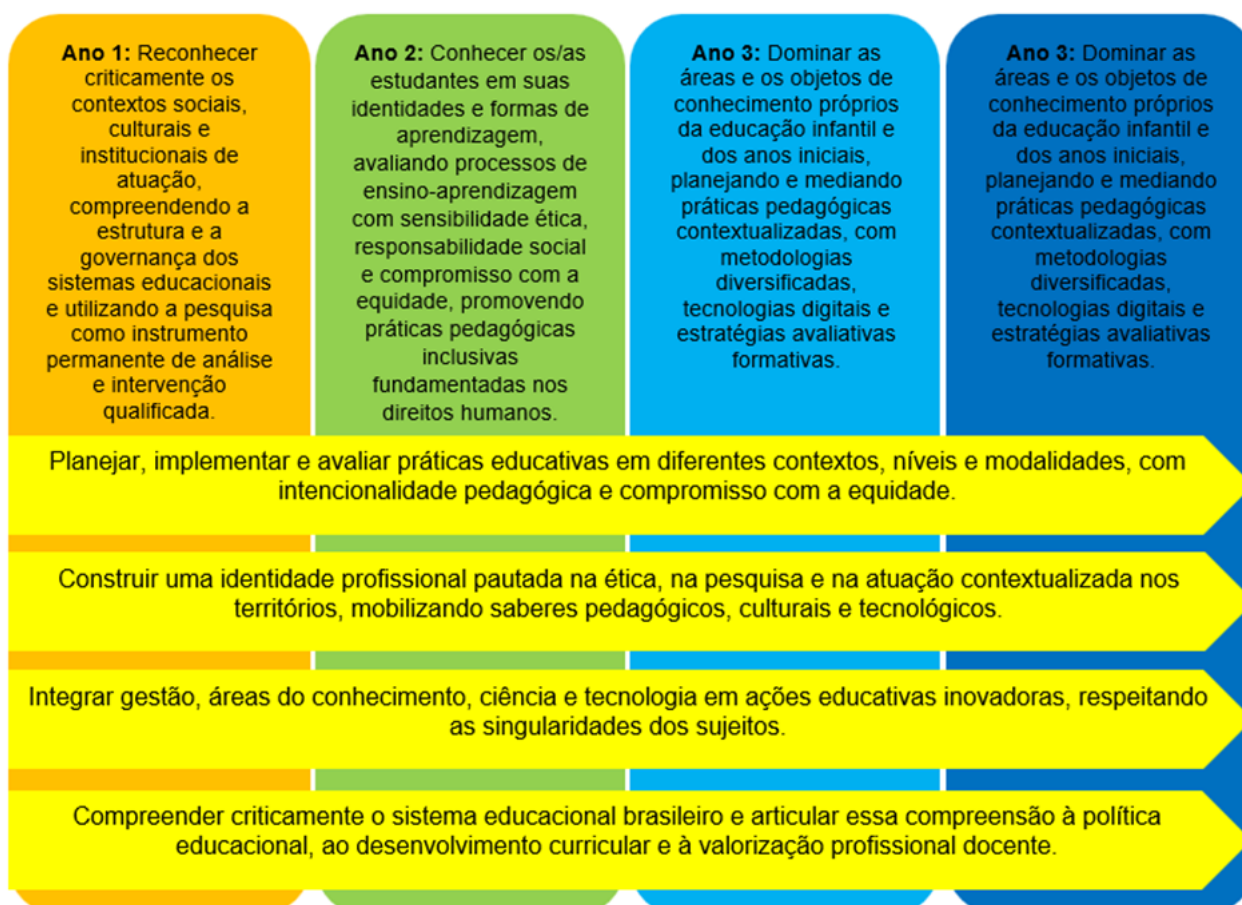 Ano 1: Reconhecer
criticamente os
contextos sociais,
culturais e
institucionais de
atuação,
compreendendo a
estrutura e a
governança dos
sistemas educacionais
e utilizando a pesquisa
como instrumento
permanente de análise
e intervenção
qualificada.
Ano 2: Conhecer os/as
estudantes em suas
identidades e formas de
aprendizagem,
avaliando processos de
ensino-aprendizagem
com sensibilidade ética,
responsabilidade social
e compromisso com a
equidade, promovendo
práticas pedagógicas
inclusivas
fundamentadas nos
direitos humanos.
Ano 3: Dominar as
áreas e os objetos de
conhecimento próprios
da educação infantil e
dos anos iniciais,
planejando e mediando
práticas pedagógicas
contextualizadas, com
metodologias
diversificadas,
tecnologias digitais e
estratégias avaliativas
formativas.
Ano 3: Dominar as
áreas e os objetos de
conhecimento próprios
da educação infantil e
dos anos iniciais,
planejando e mediando
práticas pedagógicas
contextualizadas, com
metodologias
diversificadas,
tecnologias digitais e
estratégias avaliativas
formativas.
Planejar, implementar e avaliar práticas educativas em diferentes contextos, níveis e modalidades, com
intencionalidade pedagógica e compromisso com a equidade.
Construir uma identidade profissional pautada na ética, na pesquisa e na atuação contextualizada nos
territórios, mobilizando saberes pedagógicos, culturais e tecnológicos.
Integrar gestão, áreas do conhecimento, ciência e tecnologia em ações educativas inovadoras, respeitando
as singularidades dos sujeitos.
Compreender criticamente o sistema educacional brasileiro e articular essa compreensão à política
educacional, ao desenvolvimento curricular e à valorização profissional docente.